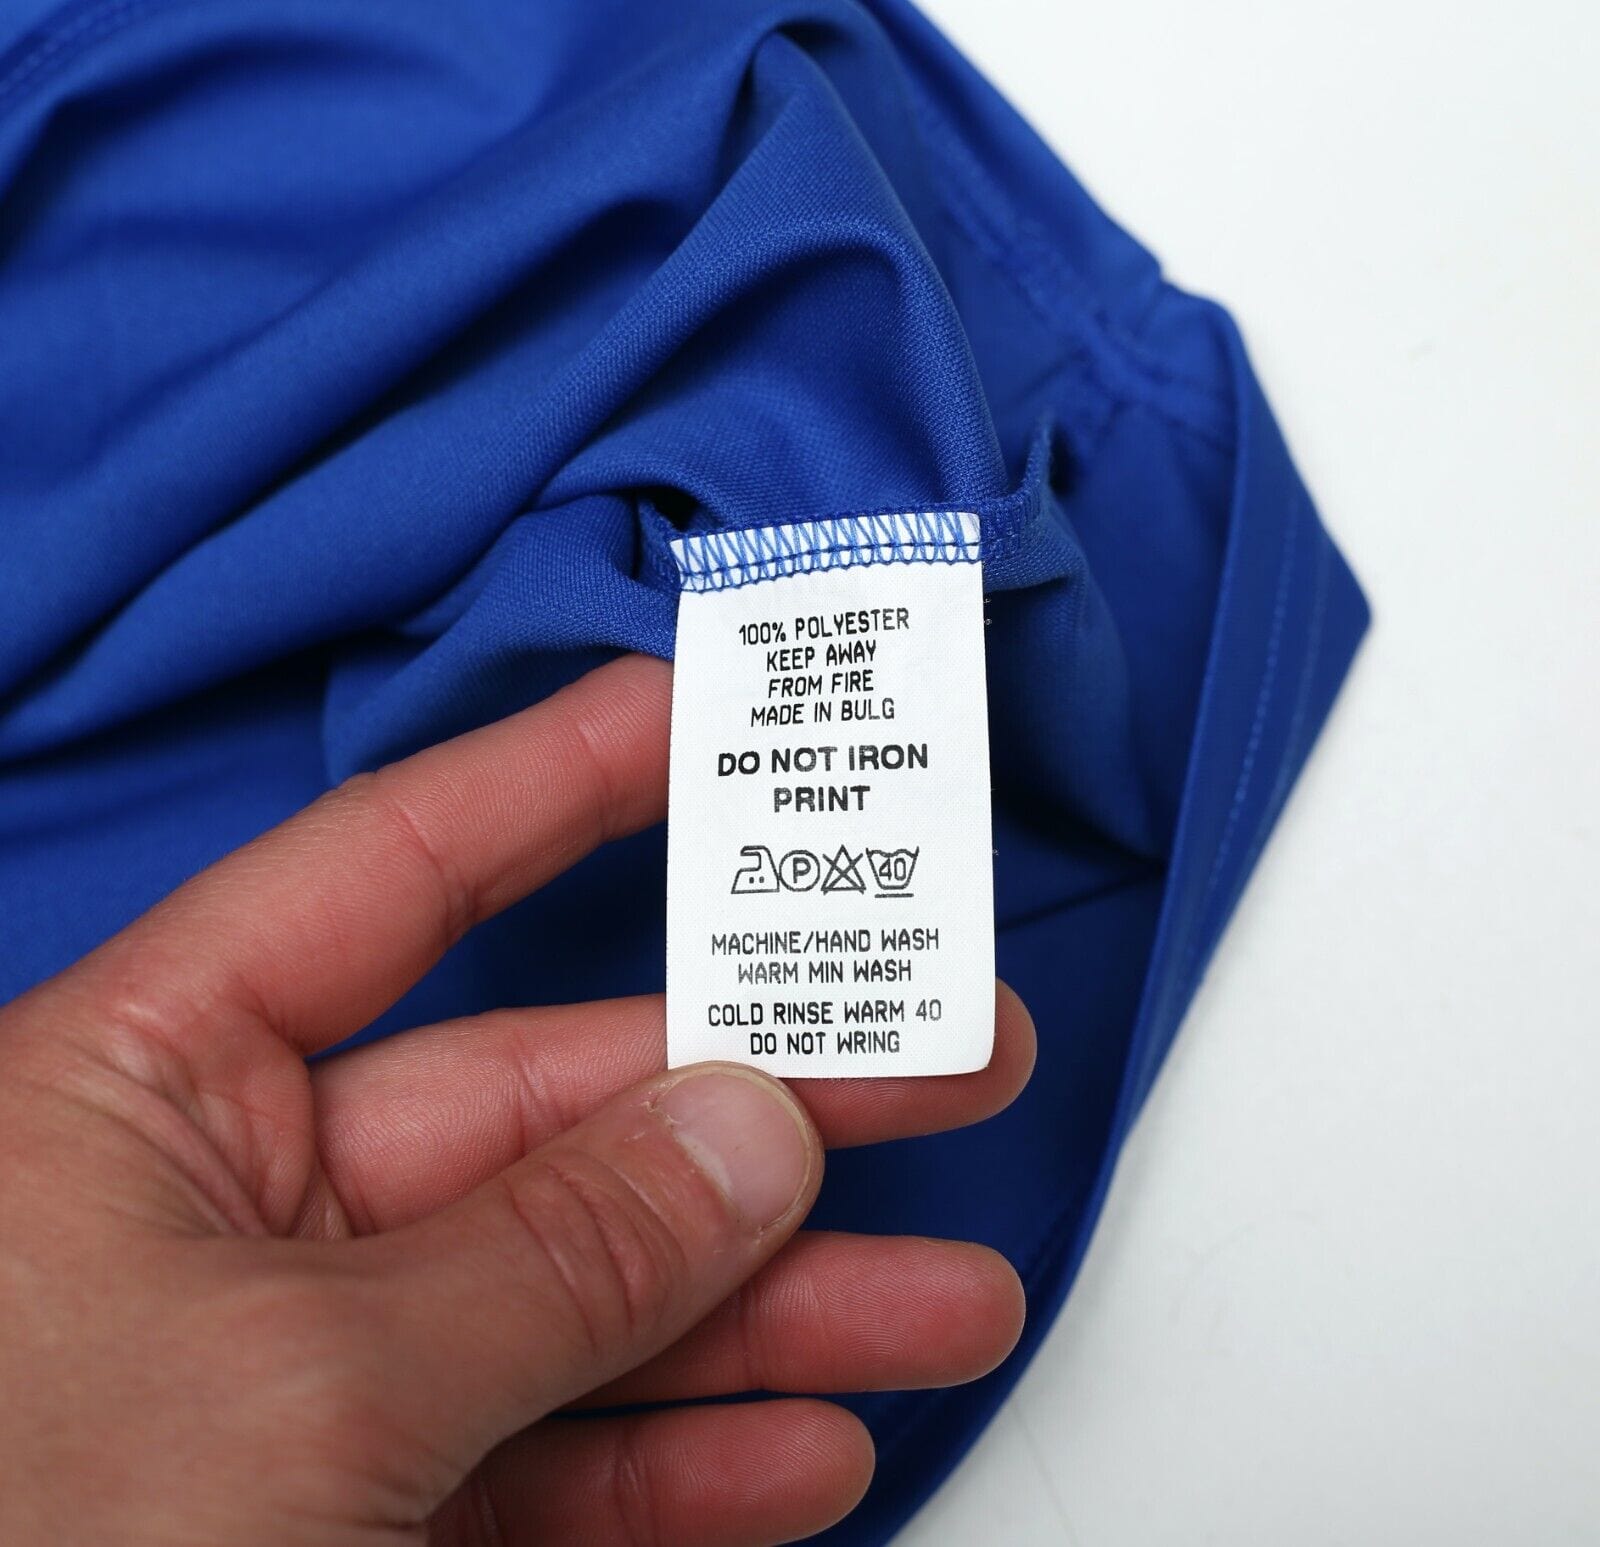 100% POLYESTER
KEEP AWAY
FROM FIRE
MADE IN BULG
DO NOT IRON
PRINT
P 40
MACHINE/HAND WASH
WARM MIN WASH
COLD RINSE WARM 40
DO NOT WRING